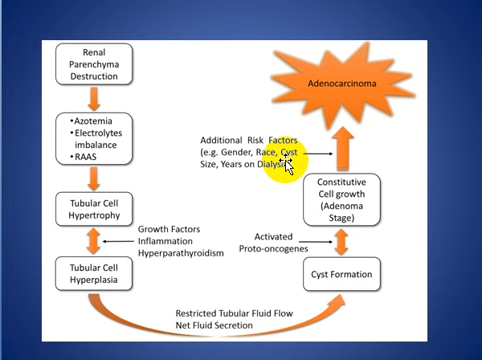 Renal
Parenchyma
Destruction
•Azotemia
•Electrolytes
imbalance
•RAAS
Tubular Cell
Hypertrophy
Growth Factors
Inflammation
Hyperparathyroidism
Tubular Cell
Hyperplasia
Restricted Tubular Fluid Flow
Net Fluid Secretion
Cyst Formation
Activated
Proto-oncogenes
Constitutive
Cell growth
(Adenoma
Stage)
Additional Risk Factors
(e.g. Gender, Race, Cyst
Size, Years on Dialysis)
Adenocarcinoma